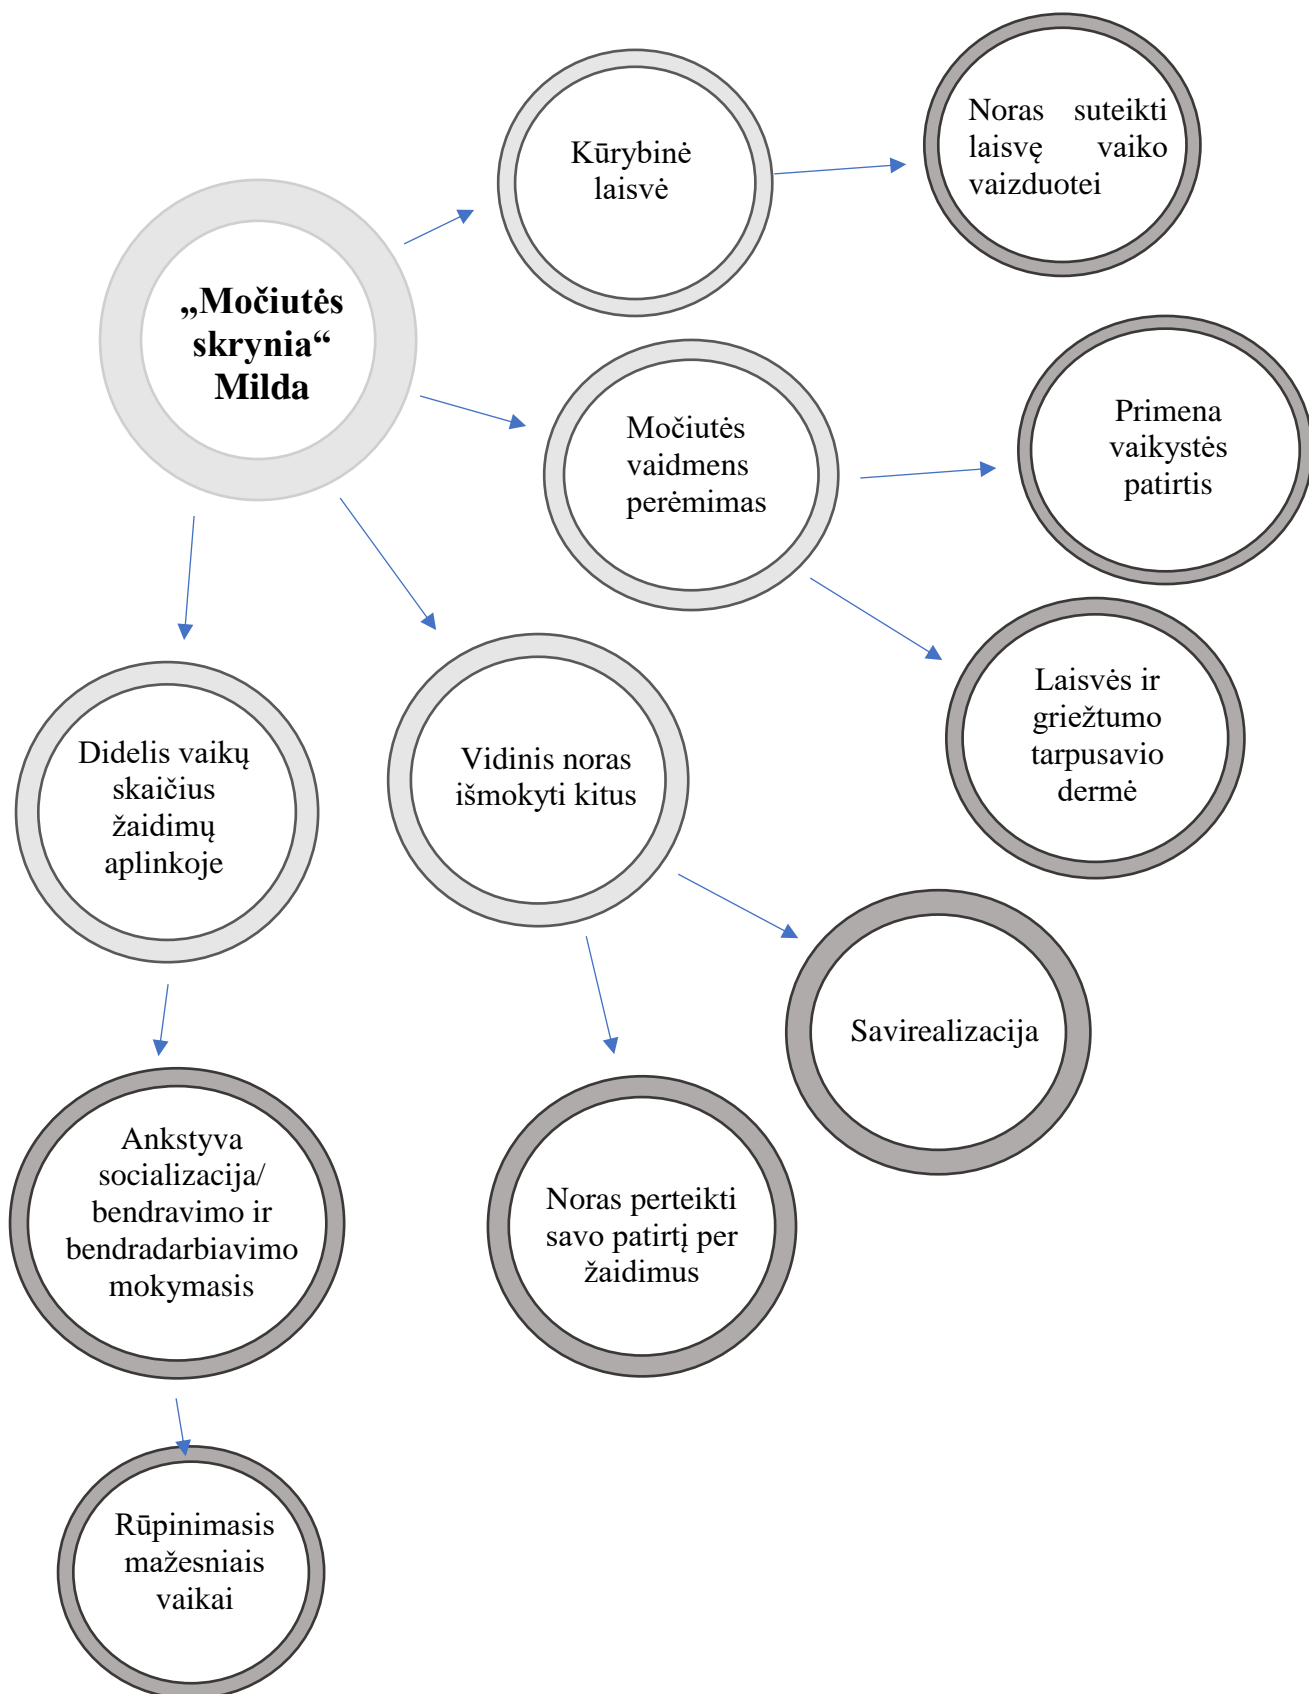 Kūrybinė
laisvė
Noras suteikti
laisvę vaiko
vaizduotei
„Močiutės
skrynia“
Milda
Močiutės
vaidmens
perėmimas
Primena
vaikystės
patirtis
Laisvės ir
griežtumo
tarpusavio
dermė
Didelis vaikų
skaičius
žaidimų
aplinkoje
Vidinis noras
išmokyti kitus
Savirealizacija
Ankstyva
socializacija/
bendravimo ir
bendradarbiavimo
mokymasis
Noras perteikti
savo patirtį per
žaidimus
Rūpinimasis
mažesniais
vaikai